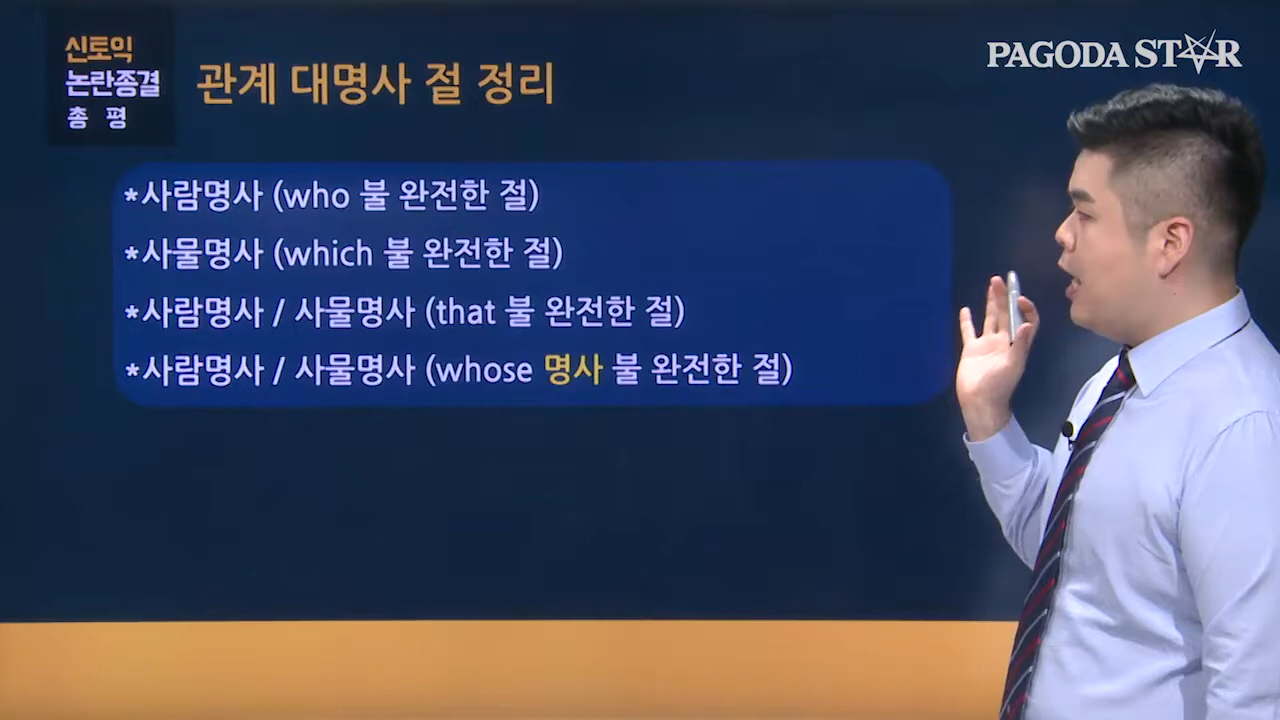 신토익
논란종결
총 평
관계 대명사 절 정리
PAGODA STAR
*사람명사 (who 불 완전한 절)
*사물명사 (which 불 완전한 절)
*사람명사 / 사물명사 (that 불 완전한 절)
*사람명사 / 사물명사 (whose 명사 불 완전한 절)